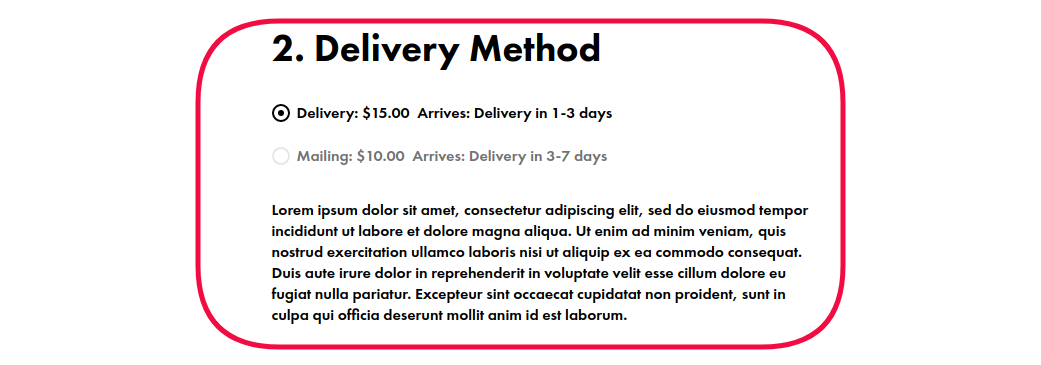 2. Delivery Method
Delivery: $15.00 Arrives: Delivery in 1-3 days
Mailing: $10.00 Arrives: Delivery in 3-7 days
Lorem ipsum dolor sit amet, consectetur adipiscing elit, sed do eiusmod tempor
incididunt ut labore et dolore magna aliqua. Ut enim ad minim veniam, quis
nostrud exercitation ullamco laboris nisi ut aliquip ex ea commodo consequat.
Duis aute irure dolor in reprehenderit in voluptate velit esse cillum dolore eu
fugiat nulla pariatur. Excepteur sint occaecat cupidatat non proident, sunt in
culpa qui officia deserunt mollit anim id est laborum.